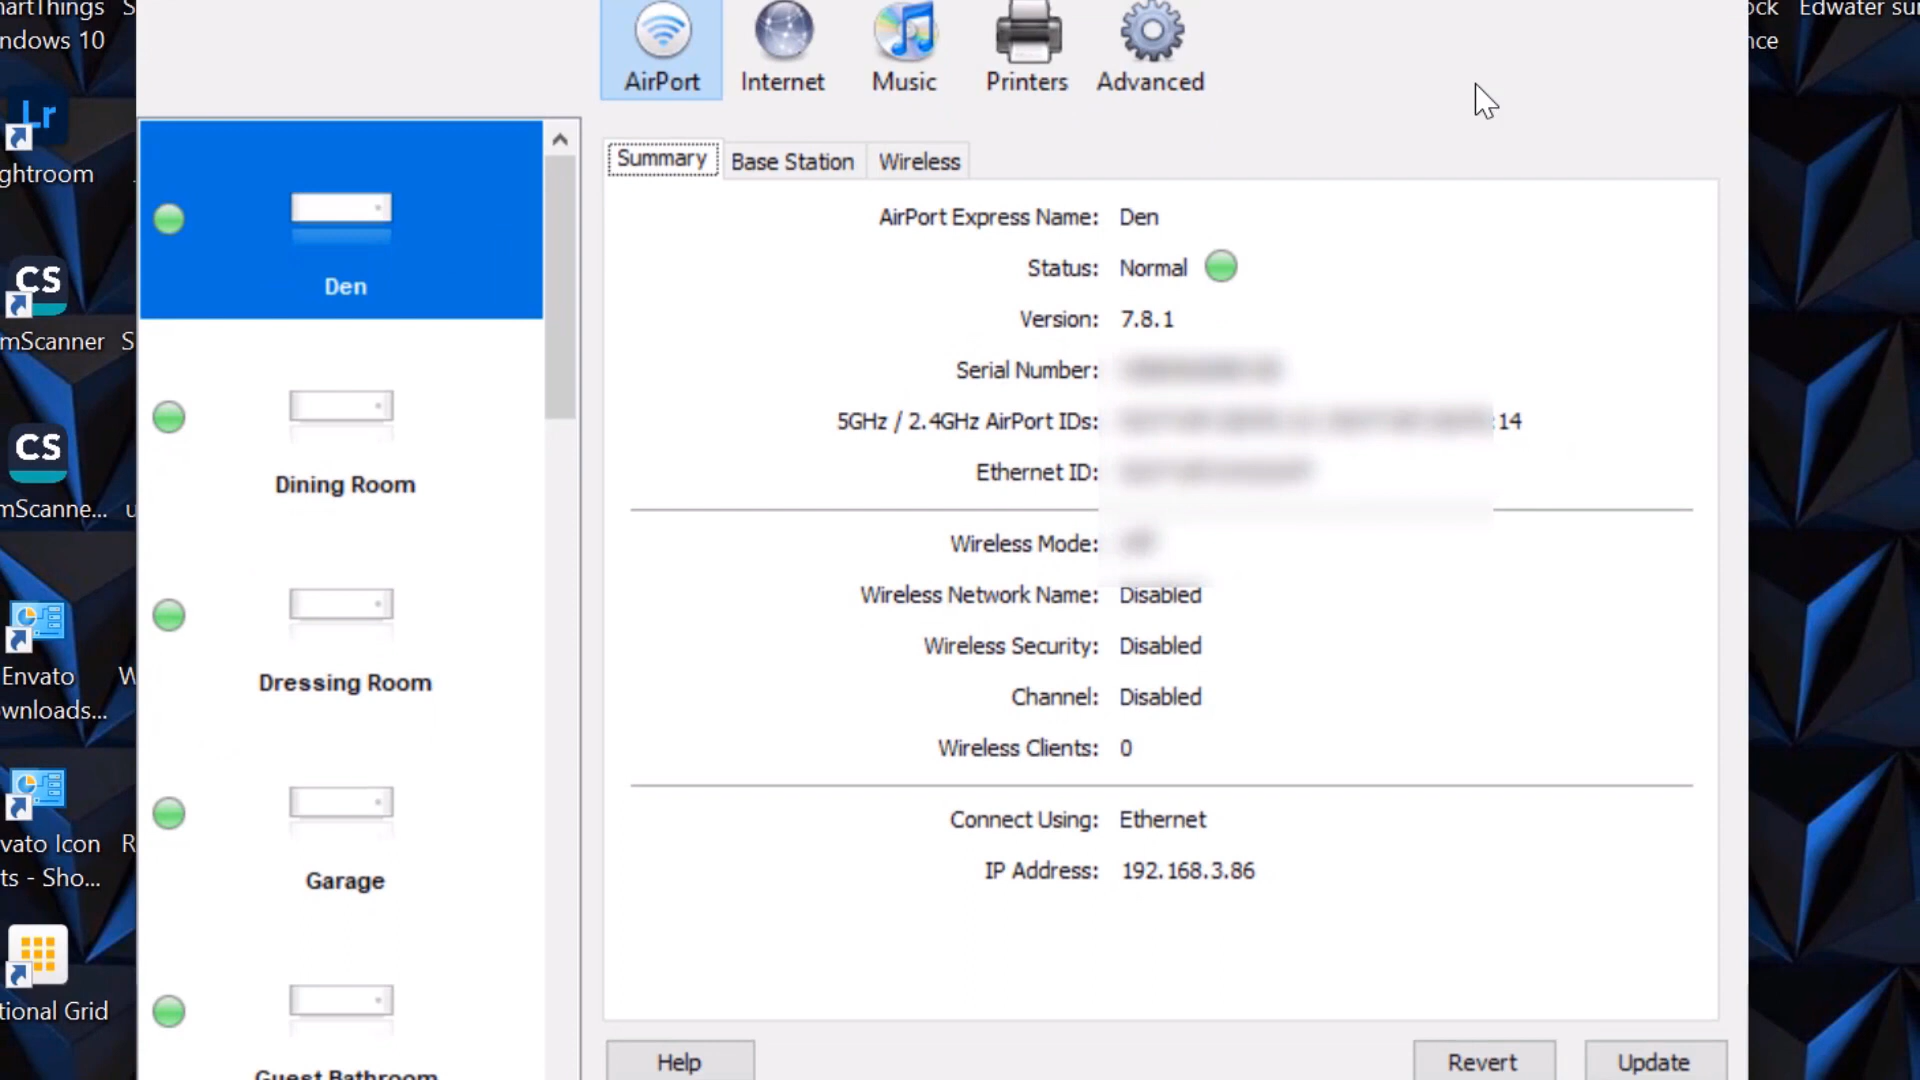 artThings S
ndows 10
Lr
ghtroom
CS
mScanner S
CS
mScanne... u
Envato W
ownloads...
vato Icon R
ts - Sho...
tional Grid
AirPort Internet Music Printers Advanced
ock Edwater sur
nce
Den
Dining Room
Dressing Room
Garage
Guest Bathroom
Summary Base Station Wireless
AirPort Express Name: Den
Status: Normal
Version: 7.8.1
Serial Number:
5GHz / 2.4GHz AirPort IDs: :14
Ethernet ID:
Wireless Mode:
Wireless Network Name: Disabled
Wireless Security: Disabled
Channel: Disabled
Wireless Clients: 0
Connect Using: Ethernet
IP Address: 192.168.3.86
Help Revert Update